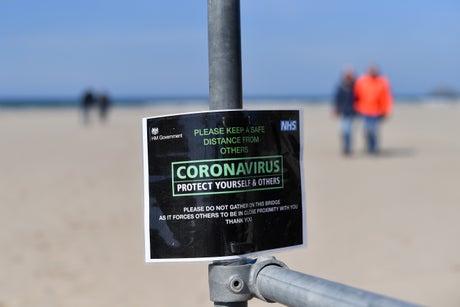 HM Government
NHS
PLEASE KEEP A SAFE
DISTANCE FROM
OTHERS
CORONAVIRUS
PROTECT YOURSELF & OTHERS
PLEASE DO NOT GATHER ON THIS BRIDGE
AS IT FORCES OTHERS TO BE IN CLOSE PROXIMITY WITH YOU
THANK YOU